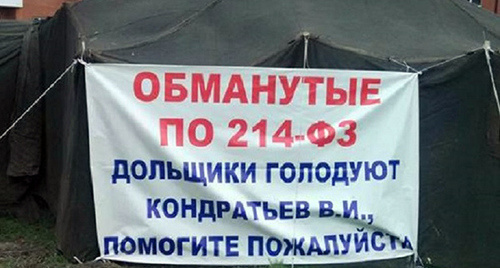 ОБМАНУТЫЕ
ПО 214-ФЗ
ДОЛЬЩИКИ ГОЛОДУЮТ
КОНДРАТЬЕВ В.И.,
ПОМОГИТЕ ПОЖАЛУЙСТА